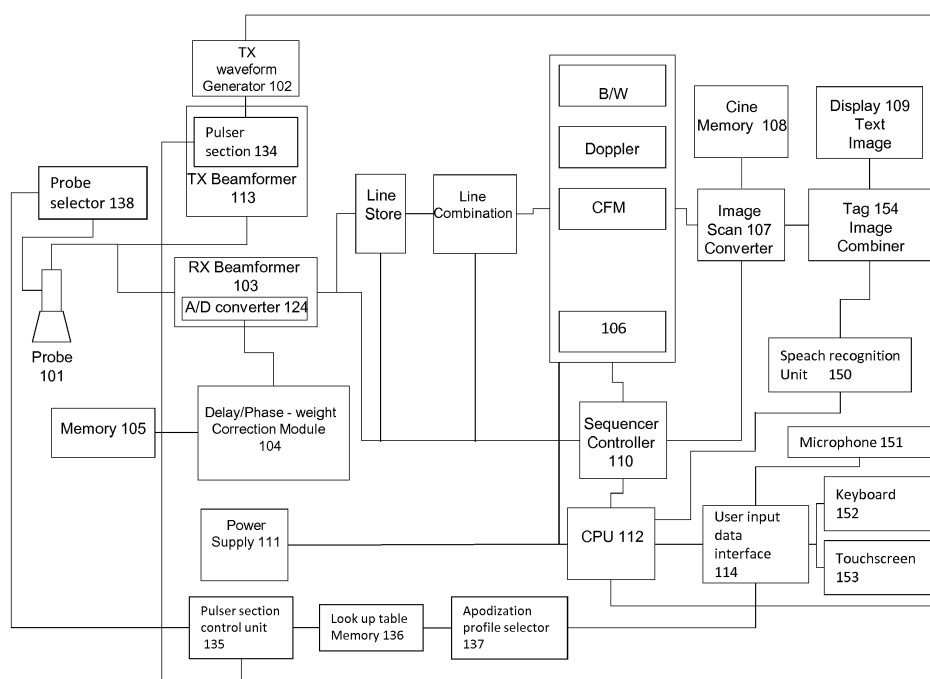 TX
waveform
Generator 102
Pulser
section 134
TX Beamformer
113
Probe
selector 138
Probe
101
RX Beamformer
103
A/D converter 124
Memory 105
Delay/Phase - weight
Correction Module
104
Line
Store
Line
Combination
B/W
Doppler
CFM
106
Cine
Memory 108
Display 109
Text
Image
Image
Scan 107
Converter
Tag 154
Image
Combiner
Speach recognition
Unit 150
Sequencer
Controller
110
Microphone 151
Keyboard
152
Touchscreen
153
Power
Supply 111
CPU 112
User input
data
interface
114
Pulser section
control unit
135
Look up table
Memory 136
Apodization
profile selector
137